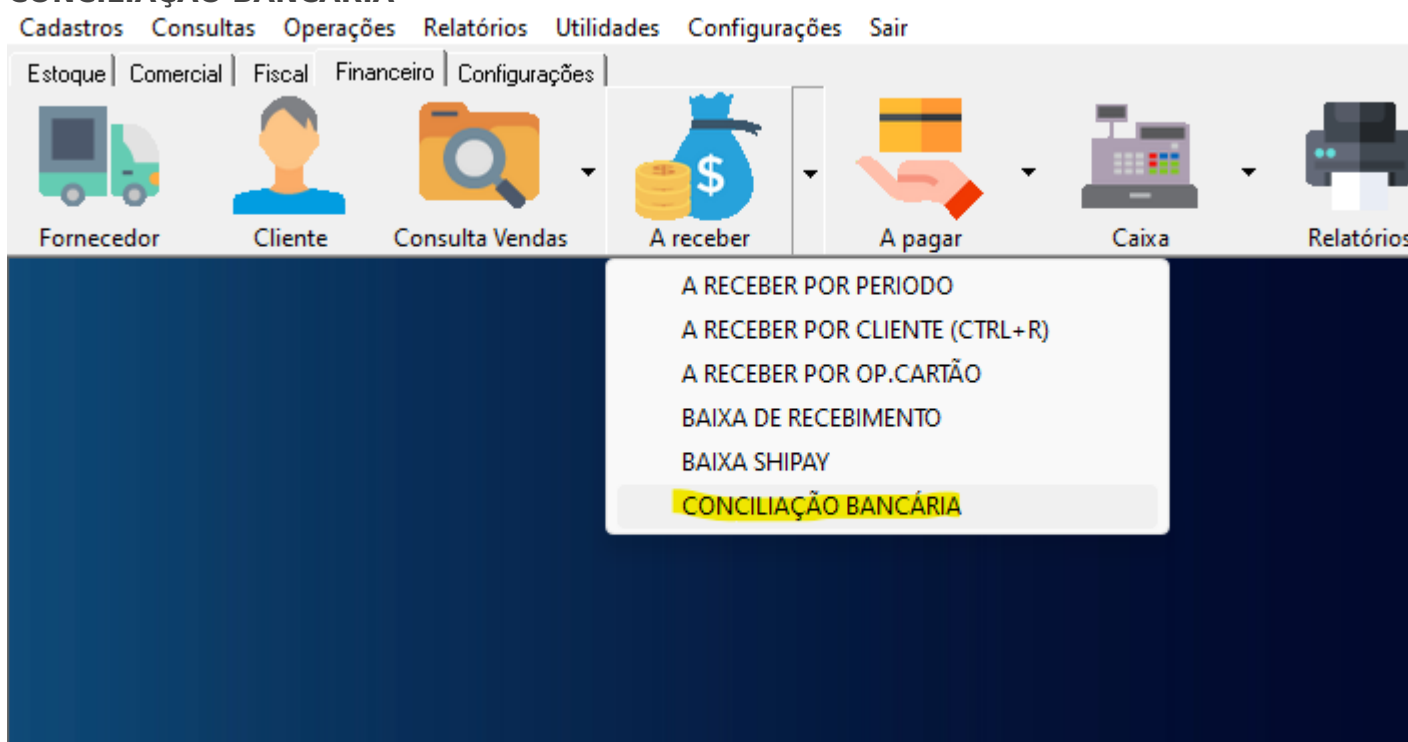 CONCILIAÇÃO BANCÁRIA
Cadastros Consultas Operações Relatórios Utilidades Configurações Sair
Estoque Comercial Fiscal Financeiro Configurações
$
Fornecedor Cliente Consulta Vendas A receber A pagar Caixa Relatórios
A RECEBER POR PERIODO
A RECEBER POR CLIENTE (CTRL+R)
A RECEBER POR OP.CARTÃO
BAIXA DE RECEBIMENTO
BAIXA SHIPAY
CONCILIAÇÃO BANCÁRIA